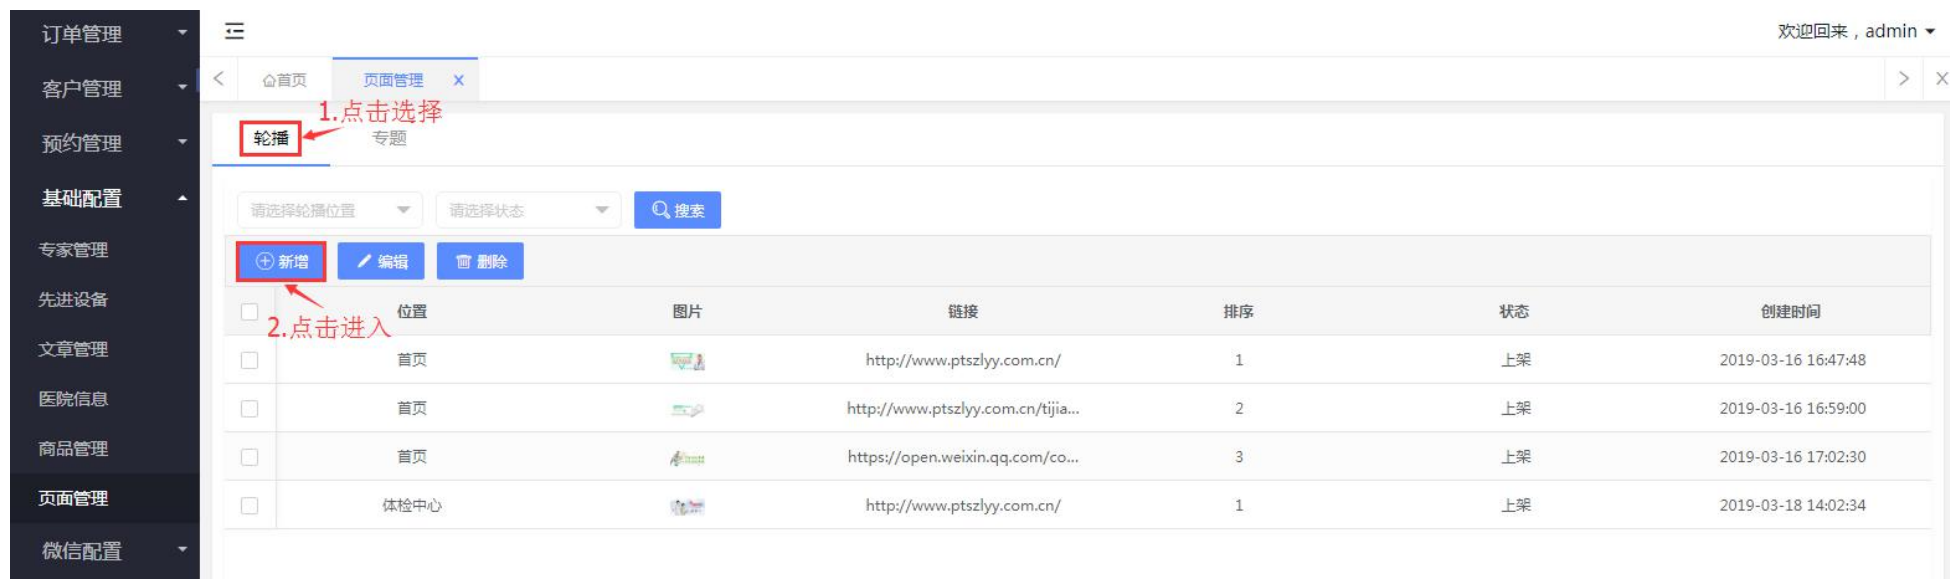 订单管理
欢迎回来，admin
客户管理
首页
页面管理 X
1.点击选择
预约管理
轮播
专题
基础配置
请选择轮播位置
请选择状态
搜索
专家管理
新增
编辑
删除
先进设备
位置 图片 链接 排序 状态 创建时间
2.点击进入
文章管理
首页 http://www.ptszlyy.com.cn/ 1 上架 2019-03-16 16:47:48
医院信息
首页 http://www.ptszlyy.com.cn/tijia... 2 上架 2019-03-16 16:59:00
商品管理
首页 https://open.weixin.qq.com/co... 3 上架 2019-03-16 17:02:30
页面管理
体检中心 http://www.ptszlyy.com.cn/ 1 上架 2019-03-18 14:02:34
微信配置